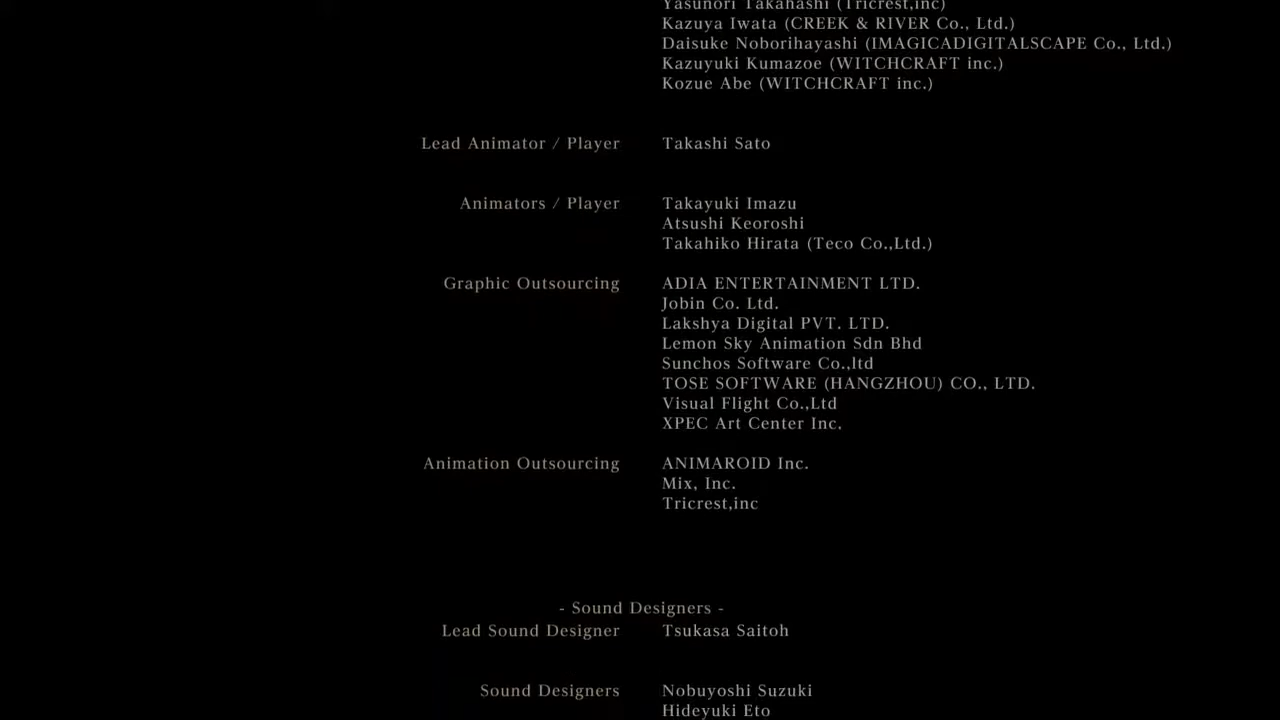 Yasunori Takahashi (Tricrest,inc)
Kazuya Iwata (CREEK & RIVER Co., Ltd.)
Daisuke Noborihayashi (IMAGICADIGITALSCAPE Co., Ltd.)
Kazuyuki Kumazoe (WITCHCRAFT inc.)
Kozue Abe (WITCHCRAFT inc.)
Lead Animator / Player Takashi Sato
Animators / Player Takayuki Imazu
Atsushi Keoroshi
Takahiko Hirata (Teco Co.,Ltd.)
Graphic Outsourcing ADIA ENTERTAINMENT LTD.
Jobin Co. Ltd.
Lakshya Digital PVT. LTD.
Lemon Sky Animation Sdn Bhd
Sunchos Software Co.,ltd
TOSE SOFTWARE (HANGZHOU) CO., LTD.
Visual Flight Co.,Ltd
XPEC Art Center Inc.
Animation Outsourcing ANIMAROID Inc.
Mix, Inc.
Tricrest,inc
- Sound Designers -
Lead Sound Designer Tsukasa Saitoh
Sound Designers Nobuyoshi Suzuki
Hideyuki Eto